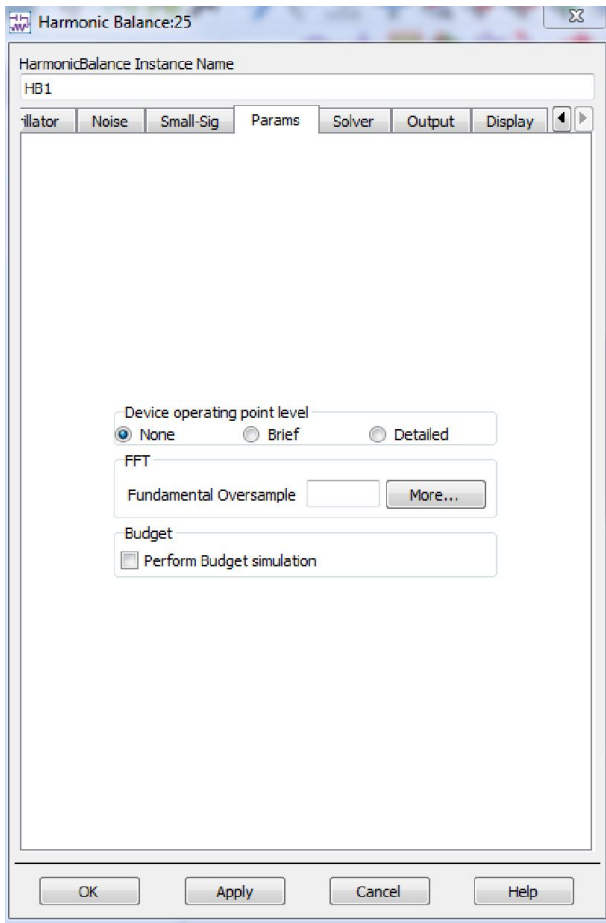 Harmonic Balance:25
HarmonicBalance Instance Name
HB1
illator Noise Small-Sig Params Solver Output Display
Device operating point level
None Brief Detailed
FFT
Fundamental Oversample More...
Budget
Perform Budget simulation
OK Apply Cancel Help